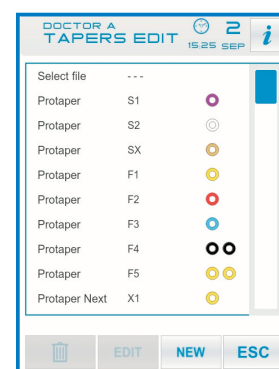 DOCTOR A
TAPERS EDIT
15.25
2
SEP
i
Select file ---
Protaper S1
Protaper S2
Protaper SX
Protaper F1
Protaper F2
Protaper F3
Protaper F4
Protaper F5
Protaper Next X1
EDIT NEW ESC